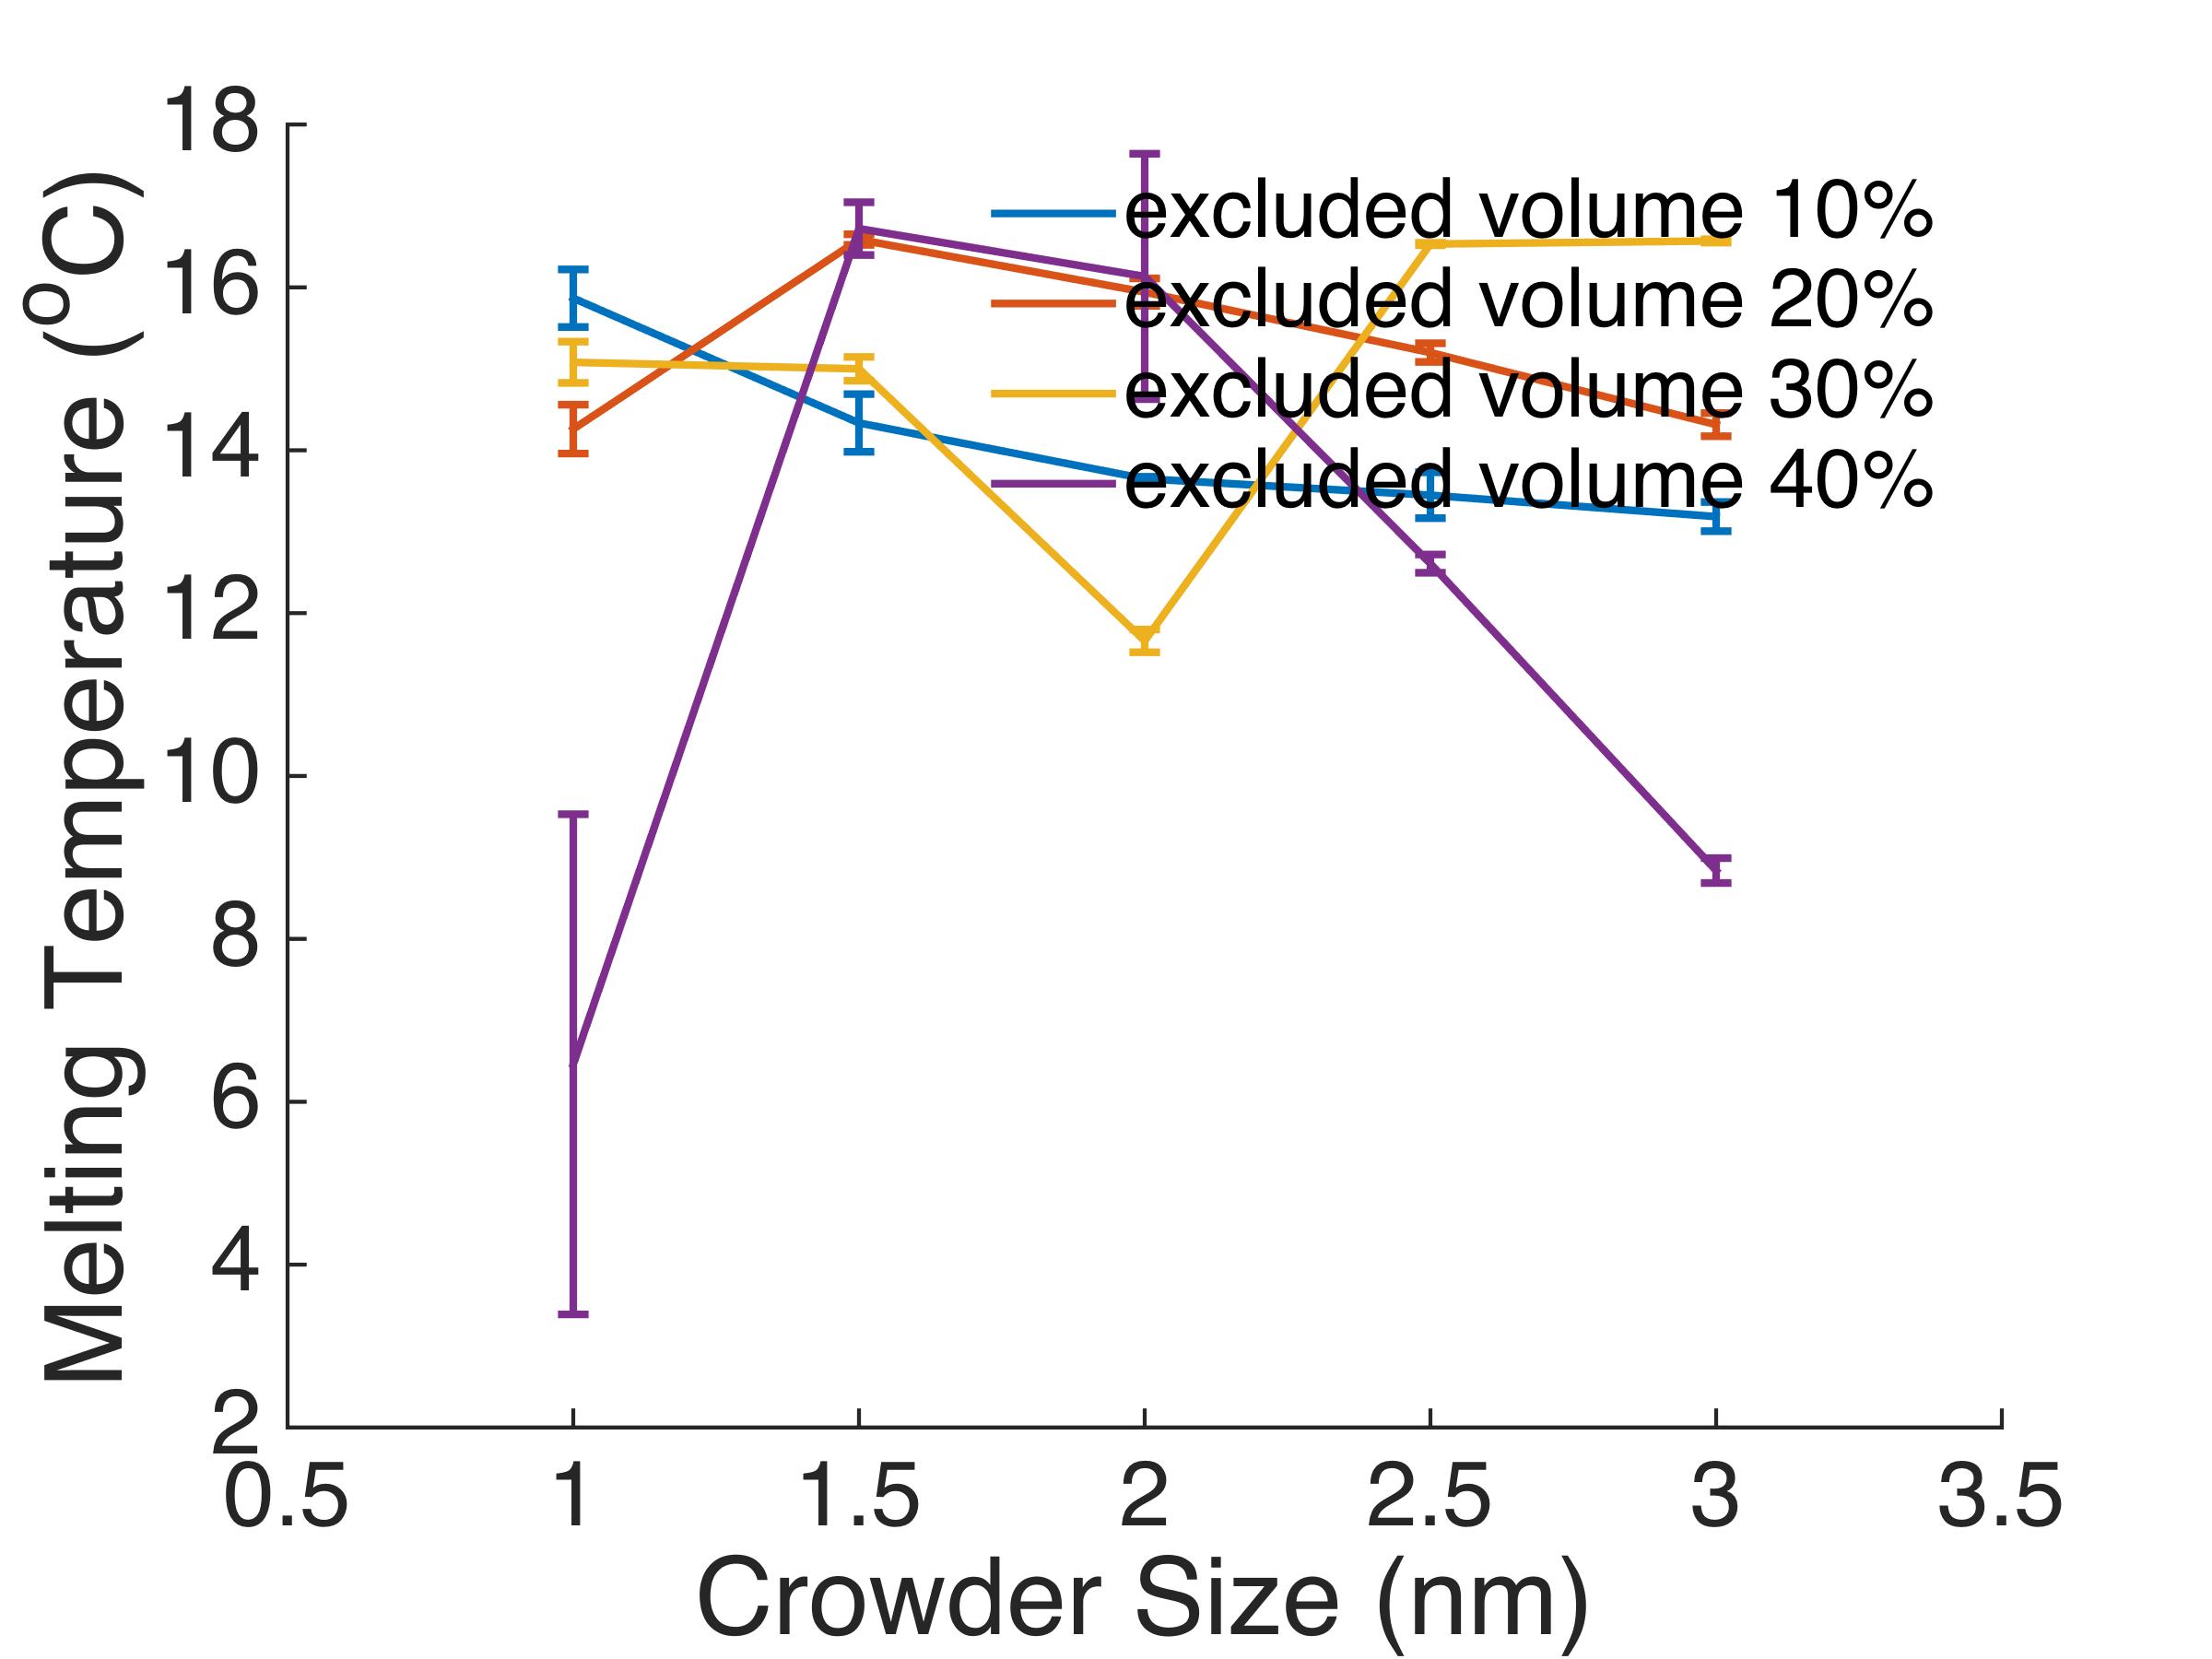 Melting Temperature (⁰C)
18
16
14
12
10
8
6
4
2
excluded volume 10%
excluded volume 20%
excluded volume 30%
excluded volume 40%
0.5 1 1.5 2 2.5 3 3.5
Crowder Size (nm)